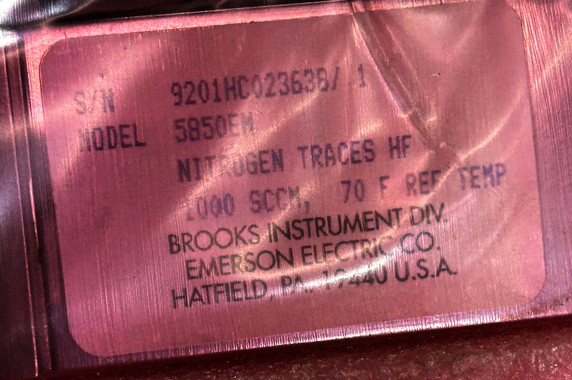 S/N 9201HC023638/ 1
MODEL 5850EM
NITROGEN TRACES HF
1000 SCCM, 70 F REF TEMP
BROOKS INSTRUMENT DIV.
EMERSON ELECTRIC CO.
HATFIELD, PA. 19440 U.S.A.